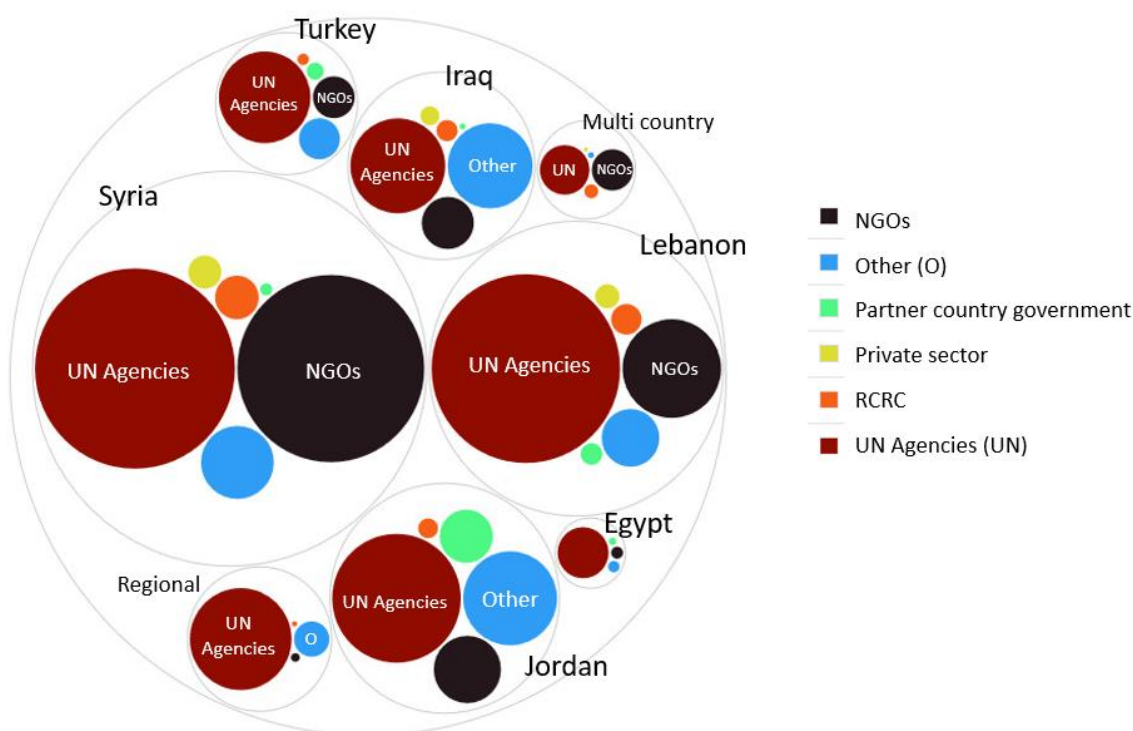 Turkey
UN
Agencies
NGOs
Iraq
UN
Agencies
Other
Multi country
UN
NGOs
Syria
UN Agencies
NGOs
Lebanon
UN Agencies
NGOs
Regional
UN
Agencies
O
UN Agencies
Other
Jordan
Egypt
NGOs
Other (O)
Partner country government
Private sector
RCRC
UN Agencies (UN)